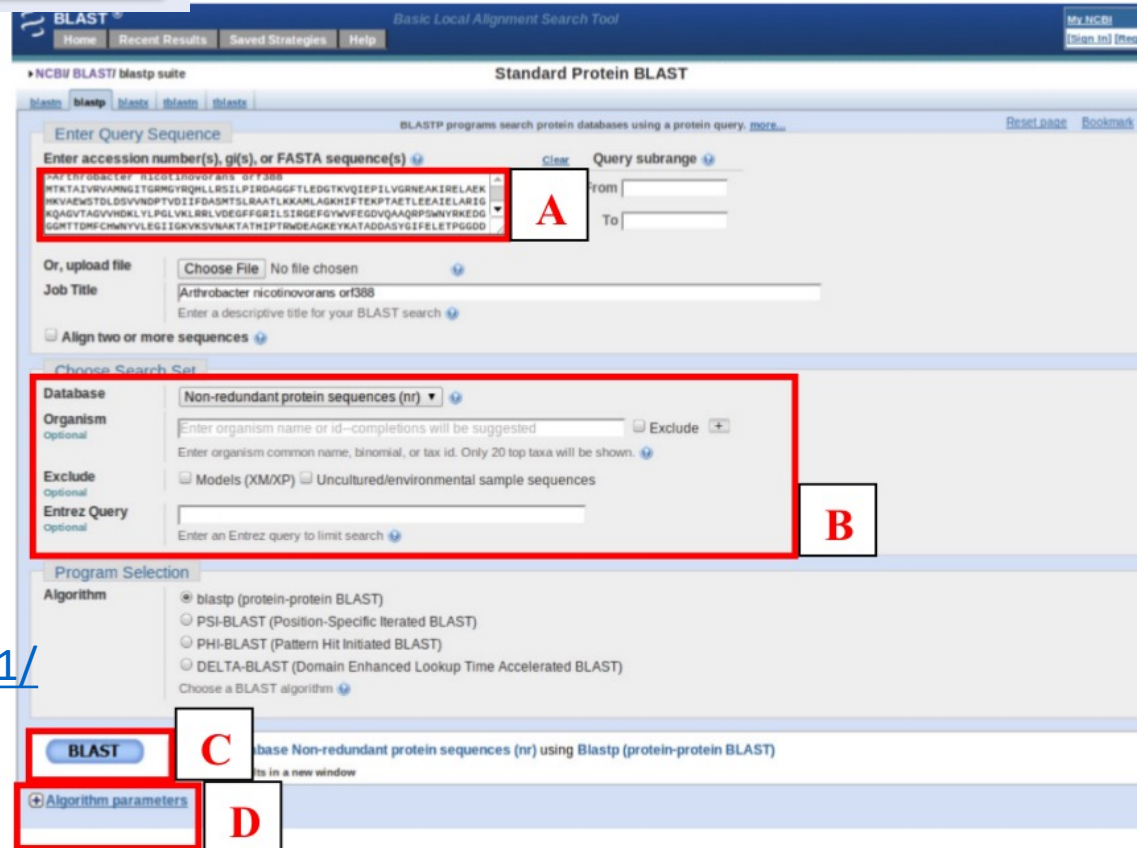 BLAST ®
Basic Local Alignment Search Tool
My NCBI
Home Recent Results Saved Strategies Help
[Sign In] [Reg
NCBI/ BLAST/ blastp suite
Standard Protein BLAST
blastn blastp blastx tblastn tblastx
Enter Query Sequence
BLASTP programs search protein databases using a protein query. more...
Reset page Bookmark
Enter accession number(s), gi(s), or FASTA sequence(s)
Clear
Query subrange
>Arthrobacter nicotinovorans orf388
MTKTAIVRVAMNGITGRMGYRQHLLRSILPIRDAGGFTLEDGTKVQIEPILVGRNEAKIRELAEK
HKVAEWSTDLDSVVNDPTVDIIFDASMTSLRAATLKKAMLAGKHIFTEKPTAETLEEAIELARIG
KQAGVTAGVVHDKLYLPGLVKLRRLVDEGFFGRILSIRGEFGYWVFEGDVQAAQRPSWNYRKEDG
GGMTTDMFCHWNYVLEGIIGKVKSVNAKTATHIPTRWDEAGKEYKATADDASYGIFELETPGGDD
A
From
To
Or, upload file
Choose File No file chosen
Job Title
Arthrobacter nicotinovorans orf388
Enter a descriptive title for your BLAST search
Align two or more sequences
Choose Search Set
Database
Non-redundant protein sequences (nr)
Organism
Optional
Enter organism name or id--completions will be suggested
Exclude
+
Enter organism common name, binomial, or tax id. Only 20 top taxa will be shown.
Exclude
Optional
Models (XM/XP) Uncultured/environmental sample sequences
Entrez Query
Optional
Enter an Entrez query to limit search
B
Program Selection
Algorithm
blastp (protein-protein BLAST)
PSI-BLAST (Position-Specific Iterated BLAST)
PHI-BLAST (Pattern Hit Initiated BLAST)
DELTA-BLAST (Domain Enhanced Lookup Time Accelerated BLAST)
Choose a BLAST algorithm
1/
BLAST
C
abase Non-redundant protein sequences (nr) using Blastp (protein-protein BLAST)
lts in a new window
Algorithm parameters
D